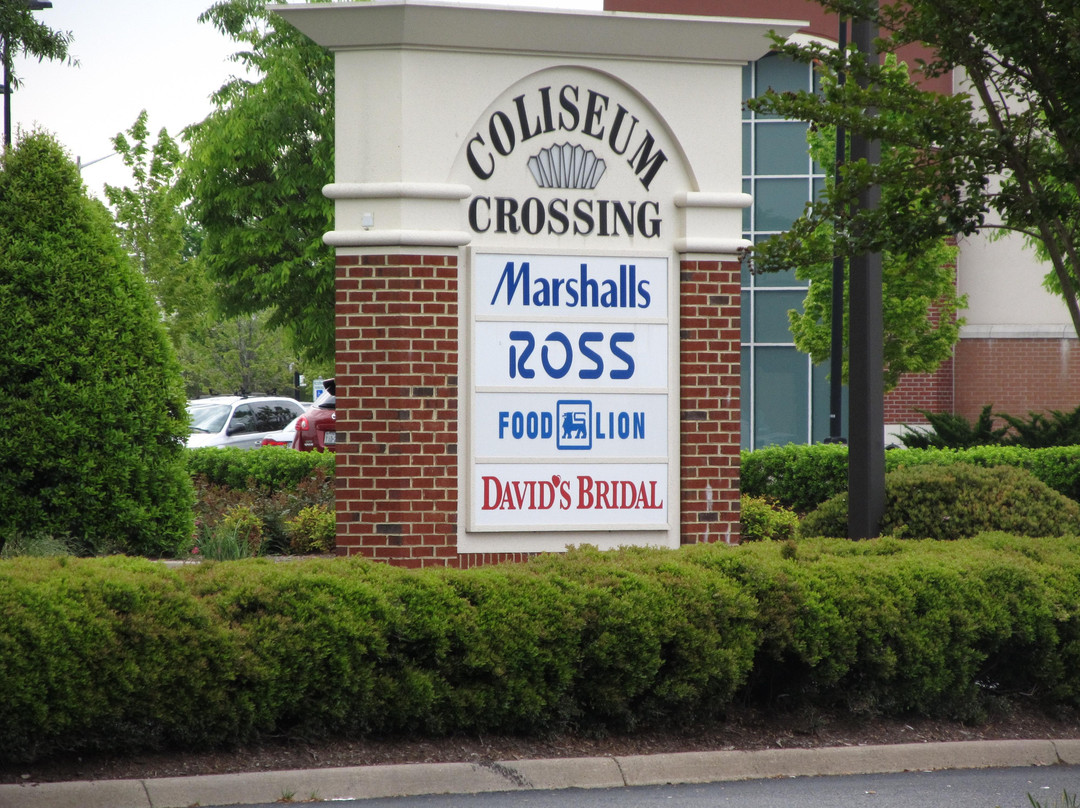 COLISEUM
CROSSING
Marshalls
ROSS
FOOD LION
DAVID'S BRIDAL